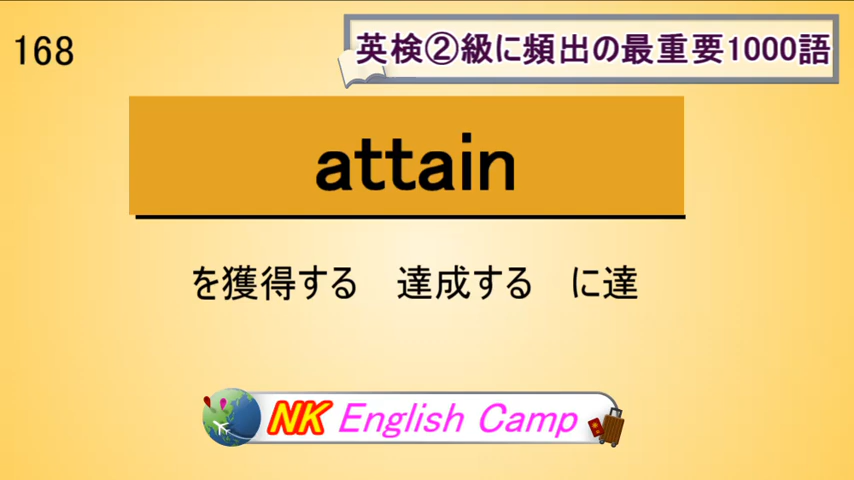 168
英検②級に頻出の最重要1000語
attain
を獲得する　達成する　に達
NK English Camp